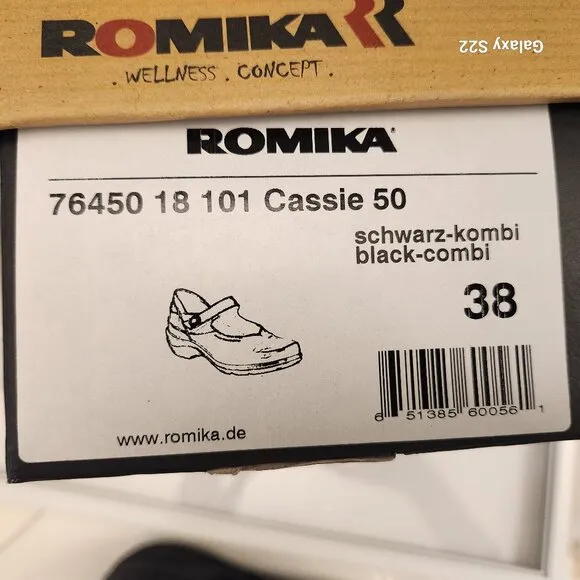 ROMIKA
. WELLNESS . CONCEPT .
Galaxy S22
ROMIKA
76450 18 101 Cassie 50
schwarz-kombi
black-combi
38
6 51385 60056 1
www.romika.de